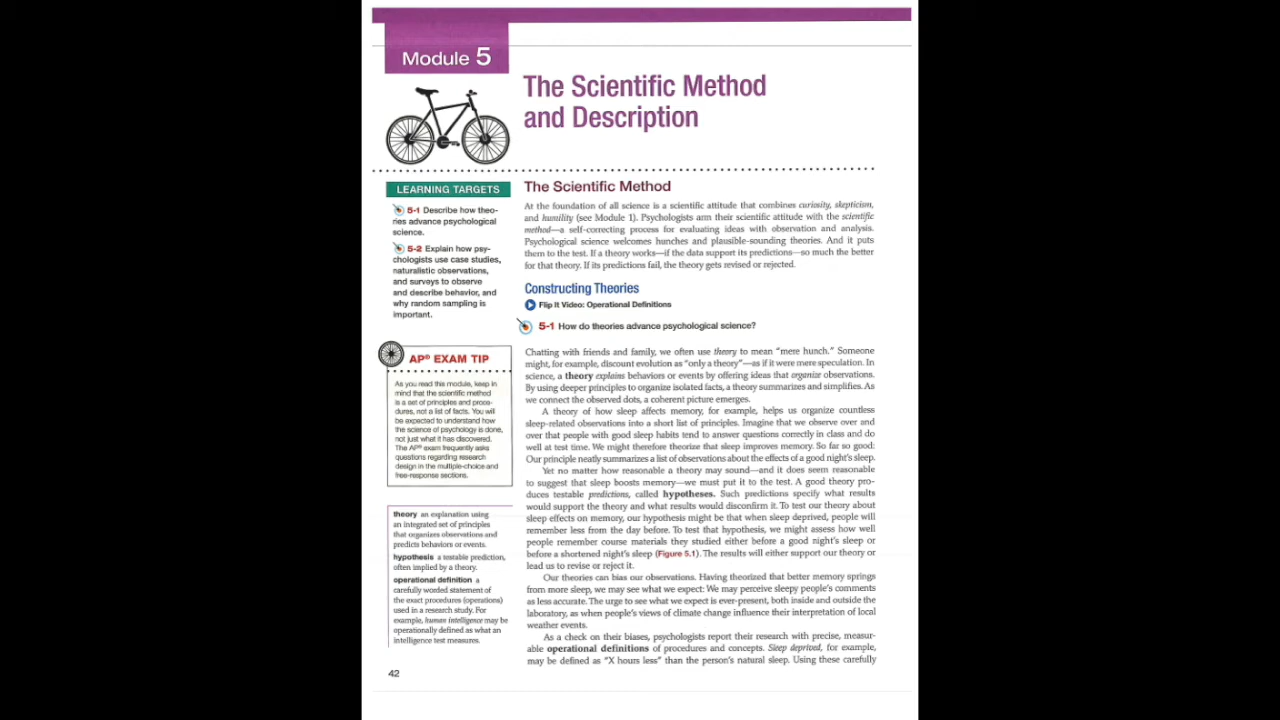 Module 5
The Scientific Method
and Description
LEARNING TARGETS
5-1 Describe how theo-
ries advance psychological
science.
5-2 Explain how psy-
chologists use case studies,
naturalistic observations,
and surveys to observe
and describe behavior, and
why random sampling is
important.
AP® EXAM TIP
As you read this module, keep in
mind that the scientific method
is a set of principles and proce-
dures, not a list of facts. You will
be expected to understand how
the science of psychology is done,
not just what it has discovered.
The AP® exam frequently asks
questions regarding research
design in the multiple-choice and
free-response sections.
theory an explanation using
an integrated set of principles
that organizes observations and
predicts behaviors or events.
hypothesis a testable prediction,
often implied by a theory.
operational definition a
carefully worded statement of
the exact procedures (operations)
used in a research study. For
example, human intelligence may be
operationally defined as what an
intelligence test measures.
42
The Scientific Method
At the foundation of all science is a scientific attitude that combines curiosity, skepticism,
and humility (see Module 1). Psychologists arm their scientific attitude with the scientific
method—a self-correcting process for evaluating ideas with observation and analysis.
Psychological science welcomes hunches and plausible-sounding theories. And it puts
them to the test. If a theory works—if the data support its predictions—so much the better
for that theory. If its predictions fail, the theory gets revised or rejected.
Constructing Theories
Flip It Video: Operational Definitions
5-1 How do theories advance psychological science?
Chatting with friends and family, we often use theory to mean “mere hunch.” Someone
might, for example, discount evolution as “only a theory”—as if it were mere speculation. In
science, a theory explains behaviors or events by offering ideas that organize observations.
By using deeper principles to organize isolated facts, a theory summarizes and simplifies. As
we connect the observed dots, a coherent picture emerges.
A theory of how sleep affects memory, for example, helps us organize countless
sleep-related observations into a short list of principles. Imagine that we observe over and
over that people with good sleep habits tend to answer questions correctly in class and do
well at test time. We might therefore theorize that sleep improves memory. So far so good:
Our principle neatly summarizes a list of observations about the effects of a good night’s sleep.
Yet no matter how reasonable a theory may sound—and it does seem reasonable
to suggest that sleep boosts memory—we must put it to the test. A good theory pro-
duces testable predictions, called hypotheses. Such predictions specify what results
would support the theory and what results would disconfirm it. To test our theory about
sleep effects on memory, our hypothesis might be that when sleep deprived, people will
remember less from the day before. To test that hypothesis, we might assess how well
people remember course materials they studied either before a good night’s sleep or
before a shortened night’s sleep (Figure 5.1). The results will either support our theory or
lead us to revise or reject it.
Our theories can bias our observations. Having theorized that better memory springs
from more sleep, we may see what we expect: We may perceive sleepy people’s comments
as less accurate. The urge to see what we expect is ever-present, both inside and outside the
laboratory, as when people’s views of climate change influence their interpretation of local
weather events.
As a check on their biases, psychologists report their research with precise, measur-
able operational definitions of procedures and concepts. Sleep deprived, for example,
may be defined as “X hours less” than the person’s natural sleep. Using these carefully